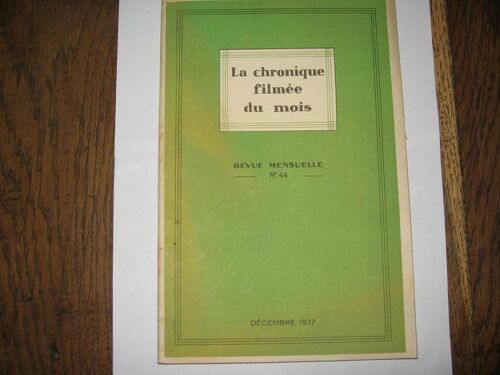 La chronique
filmée
du mois
REVUE MENSUELLE
N° 44
DÉCEMBRE 1937